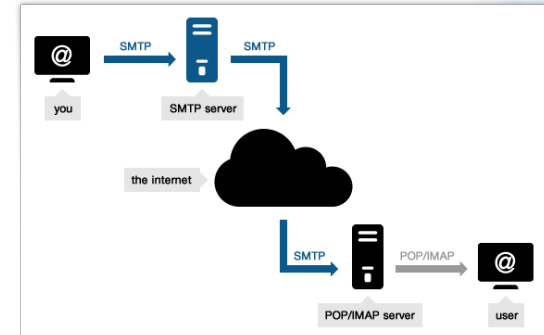 SMTP
SMTP
@
you
SMTP server
the internet
SMTP
POP/IMAP
@
POP/IMAP server
user